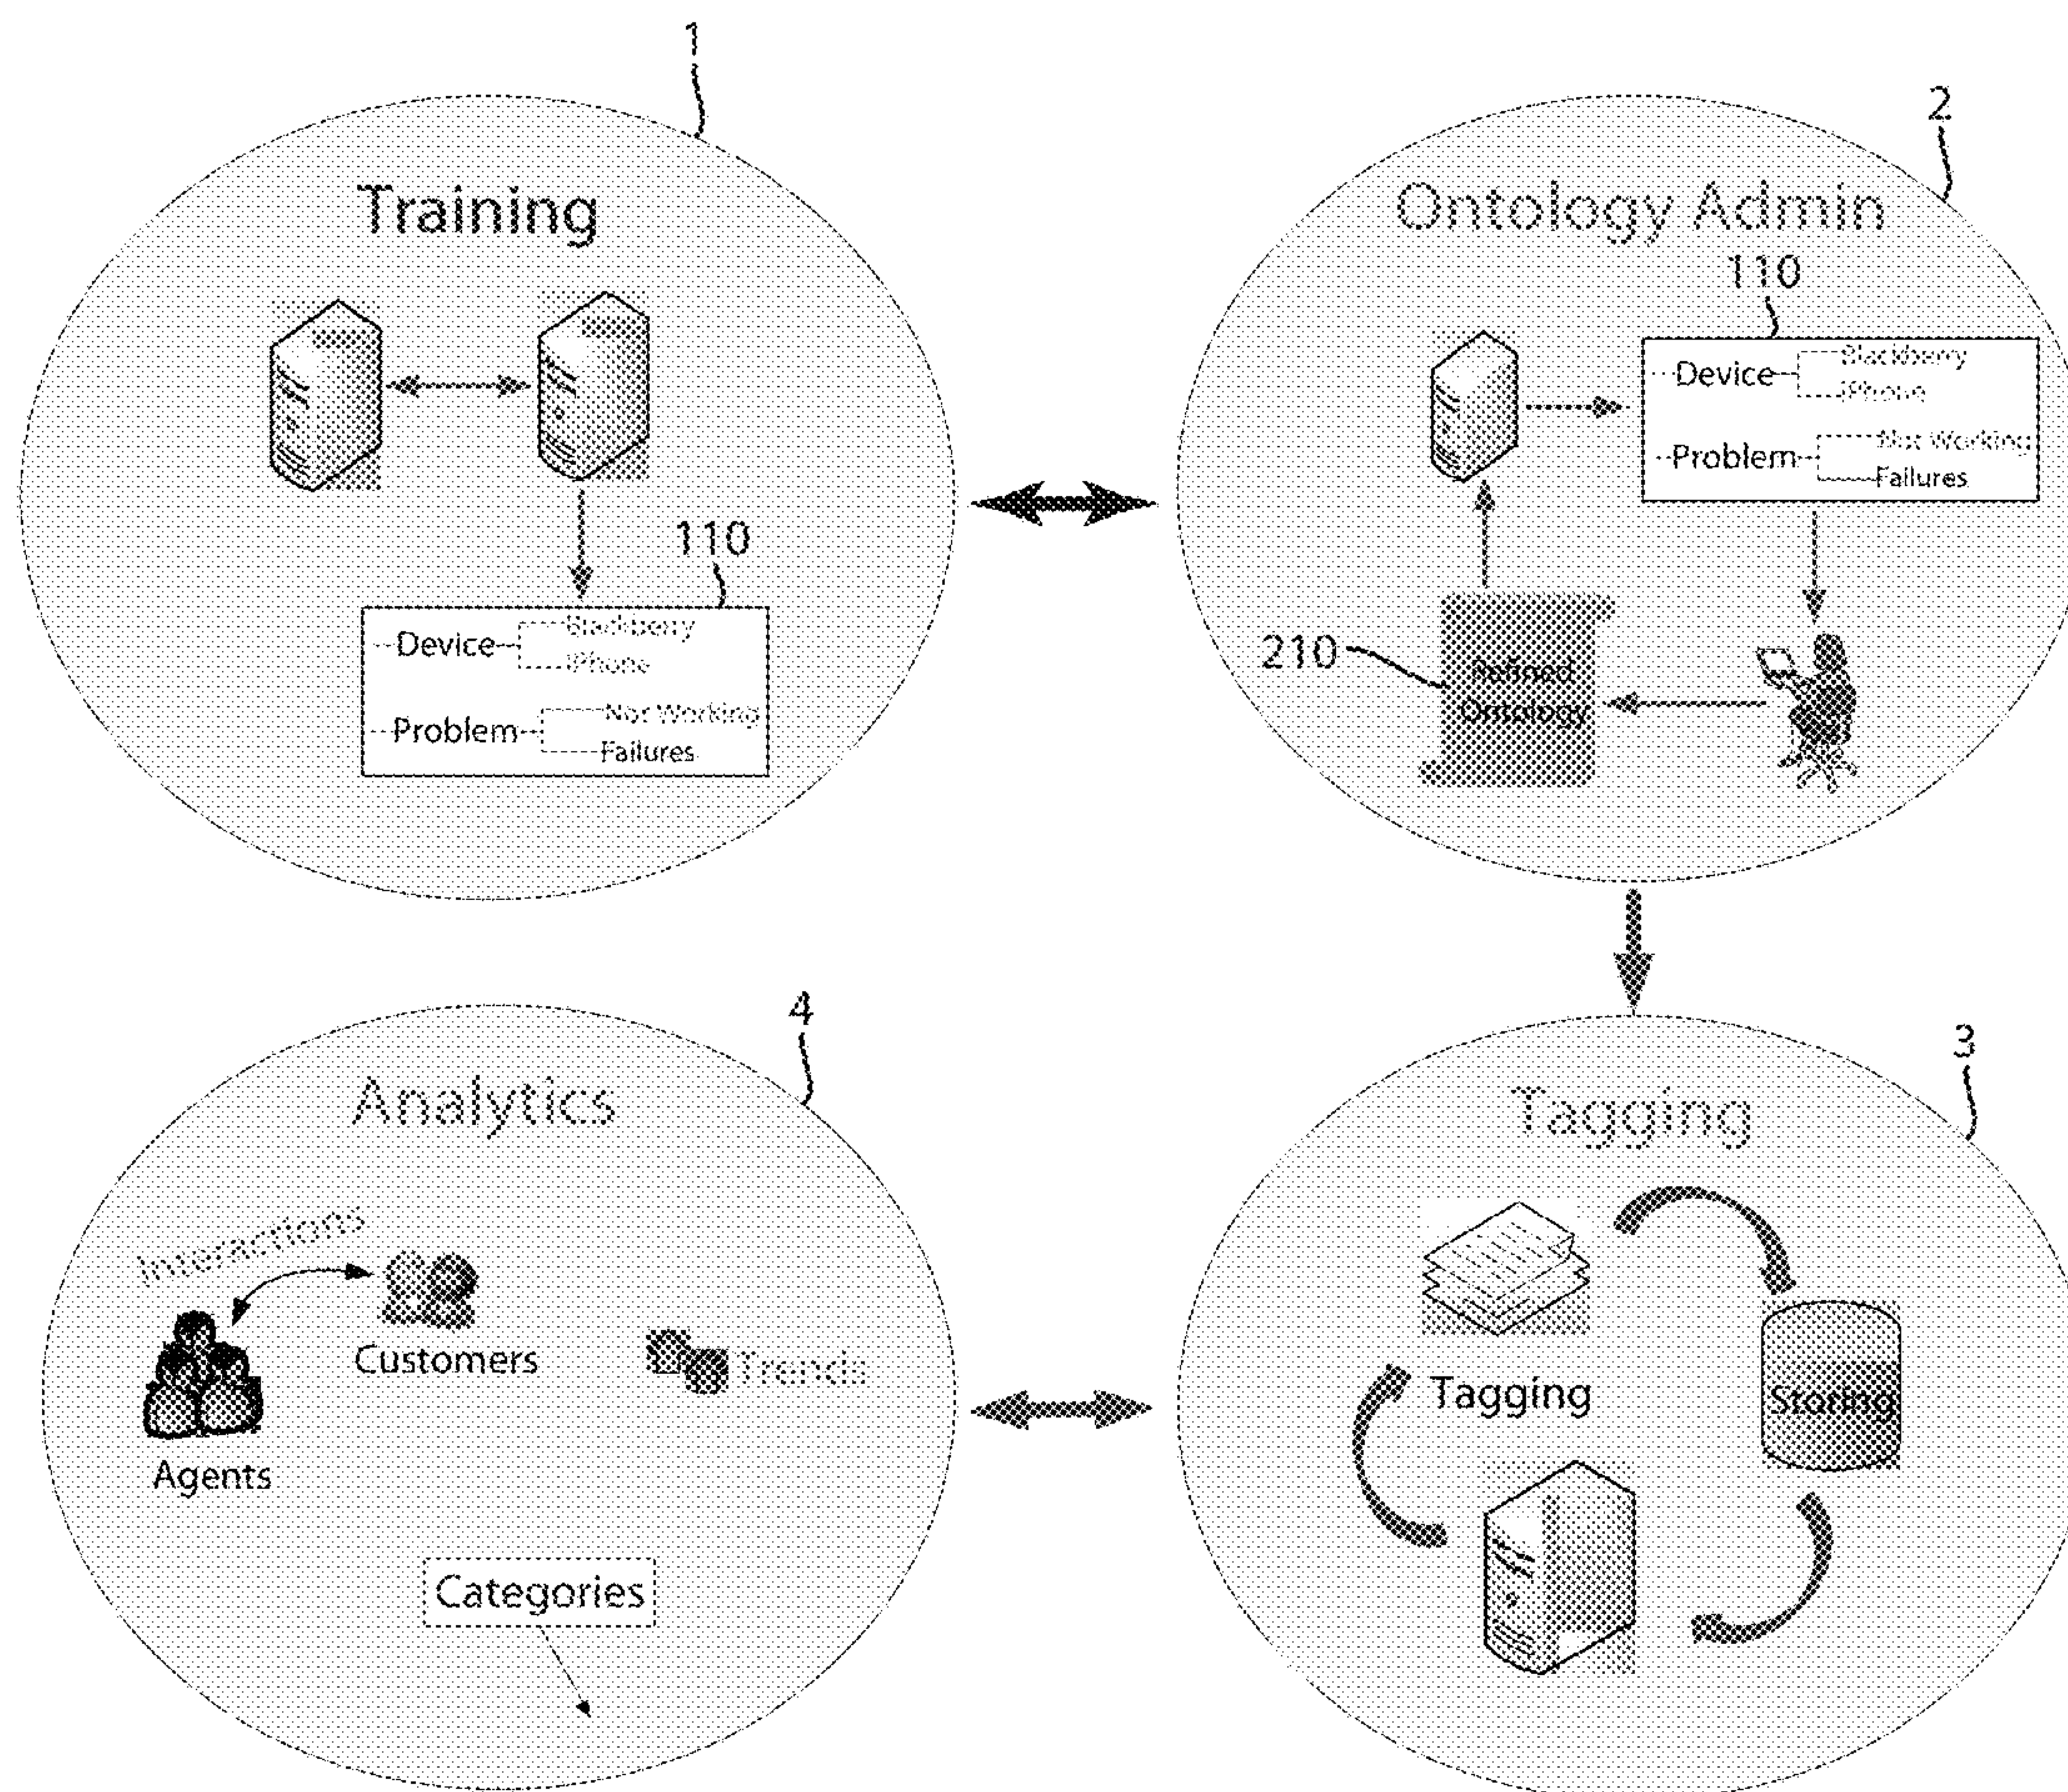 1
Training
110
Device
Blackberry
iPhone
Problem
Not Working
Failures
2
Ontology Admin
110
Device
Blackberry
iPhone
Problem
Not Working
Failures
210
Refined
Ontology
4
Analytics
Interactions
Customers
Trends
Agents
Categories
3
Tagging
Tagging
Storing